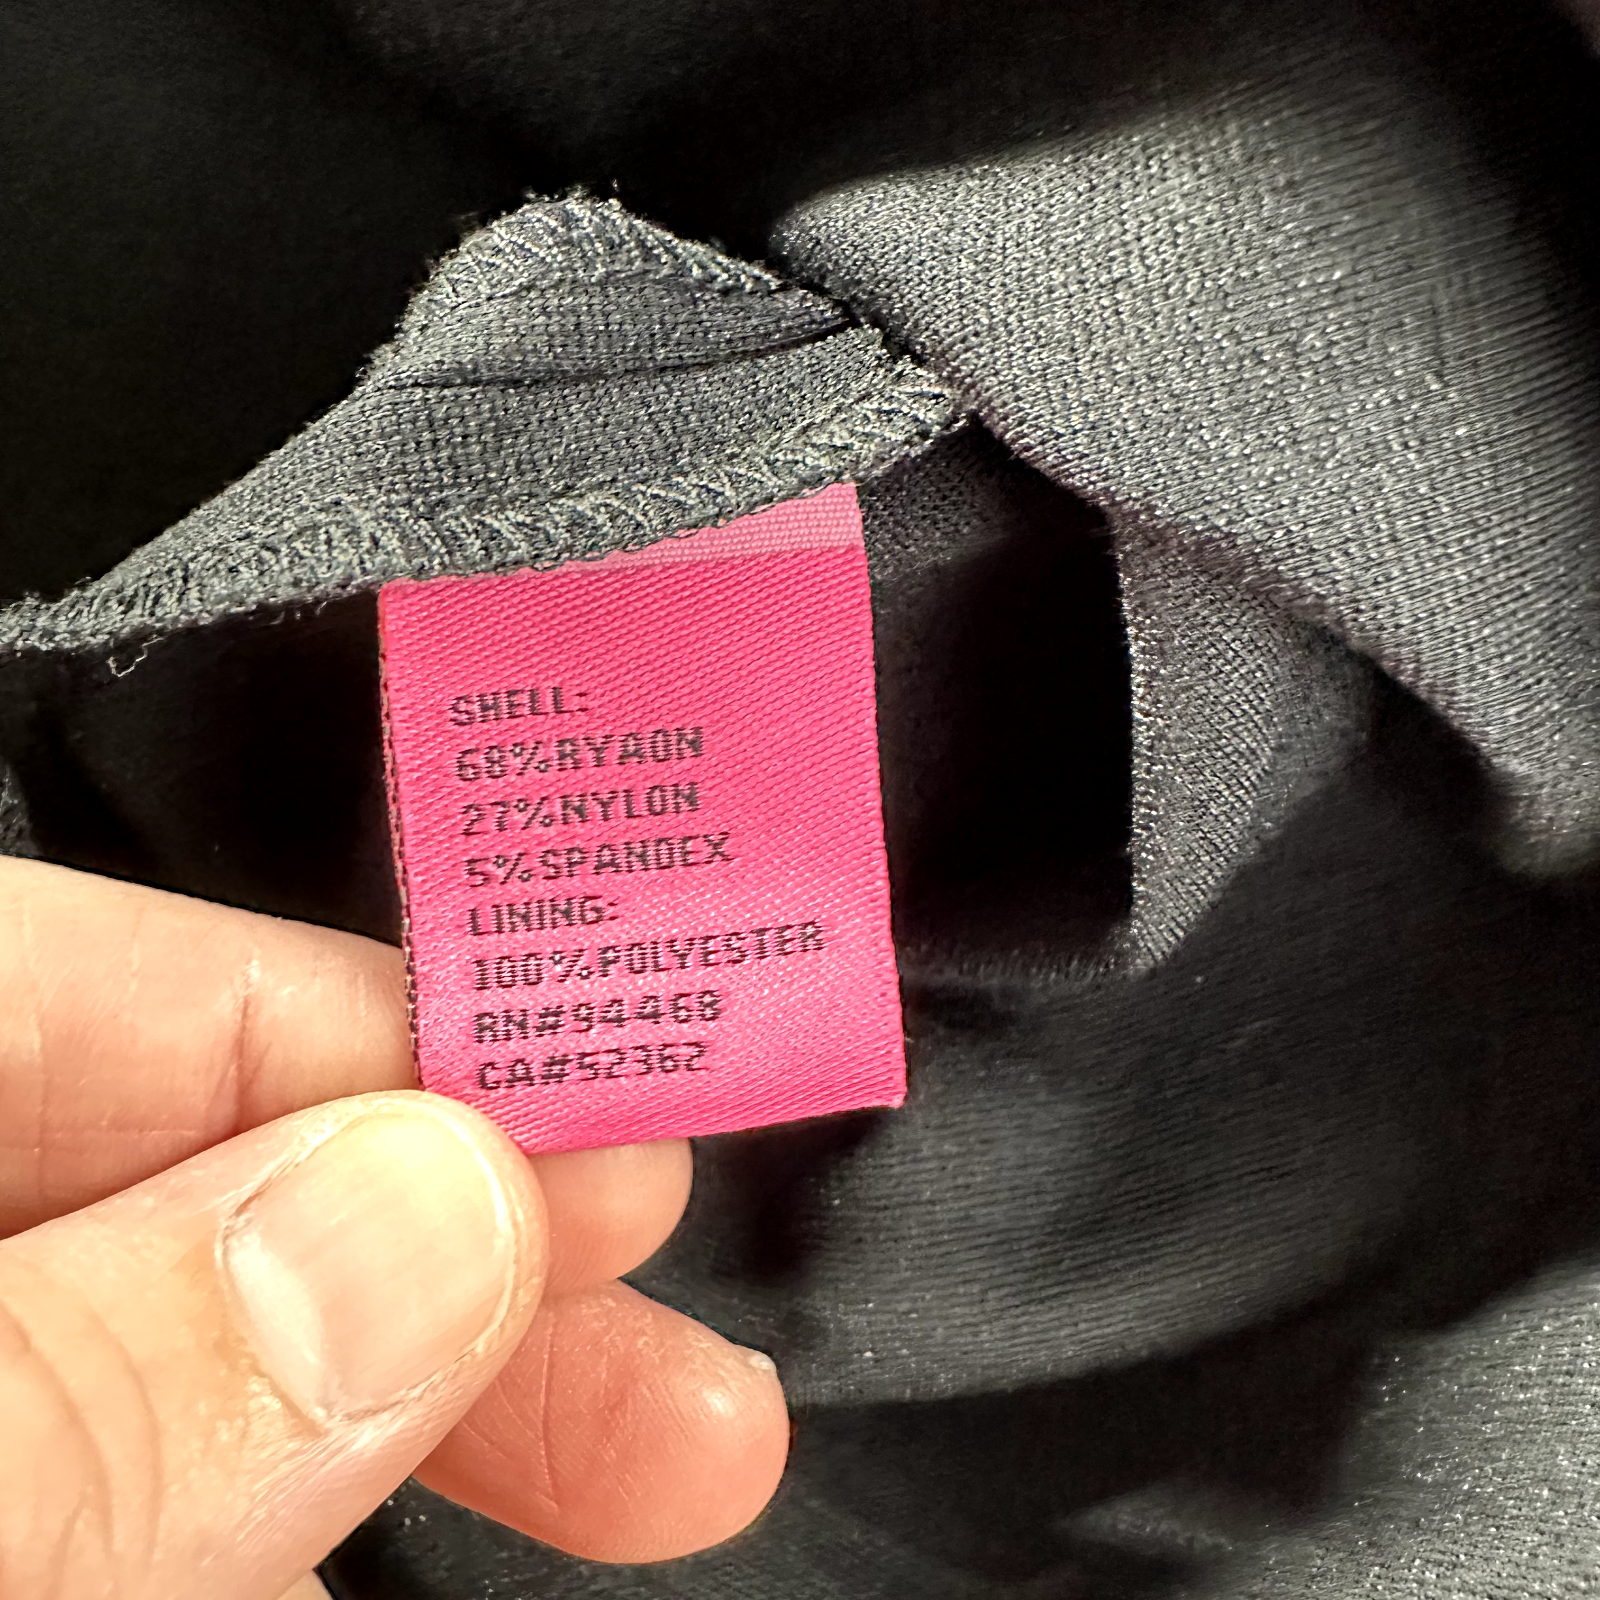 SHELL:
68%RYAON
27%NYLON
5%SPANDEX
LINING:
100%POLYESTER
RN#94468
CA#52362